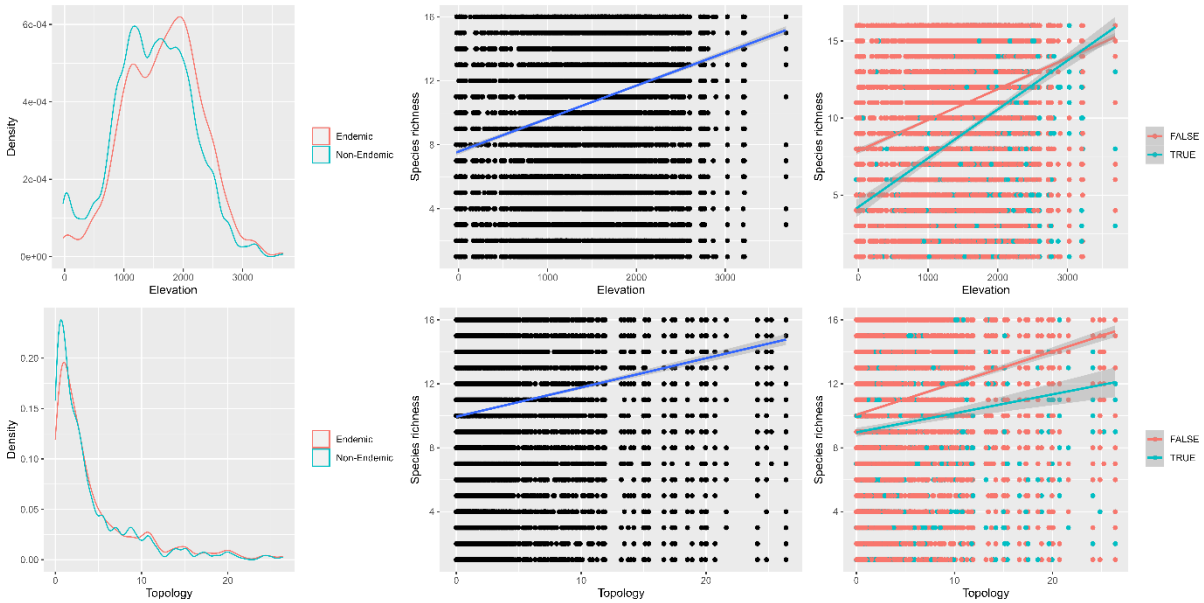 6e-04
4e-04
2e-04
0e+00
Density
0
1000
2000
3000
Elevation
Endemic
Non-Endemic
16
12
8
4
Species richness
0
1000
2000
3000
Elevation
15
10
5
Species richness
0
1000
2000
3000
Elevation
FALSE
TRUE
0.20
0.15
0.10
0.05
0.00
Density
0
10
20
Topology
Endemic
Non-Endemic
16
12
8
4
Species richness
0
10
20
Topology
16
12
8
4
Species richness
0
10
20
Topology
FALSE
TRUE